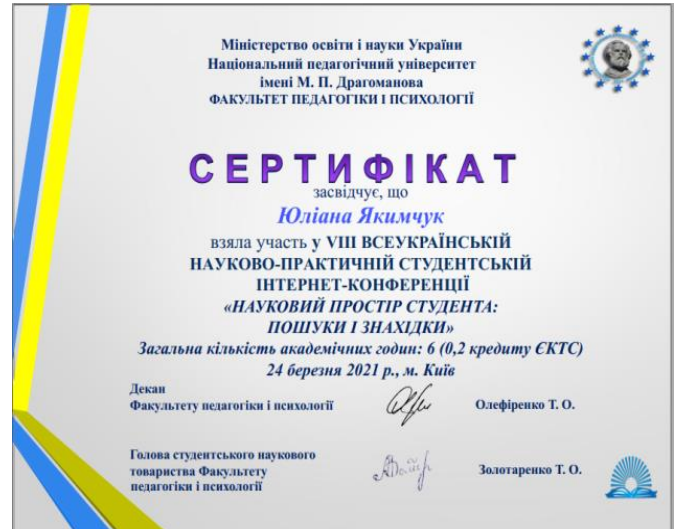 Міністерство освіти і науки України
Національний педагогічний університет
імені М. П. Драгоманова
ФАКУЛЬТЕТ ПЕДАГОГІКИ І ПСИХОЛОГІЇ
СЕРТИФІКАТ
засвідчує, що
Юліана Якимчук
взяла участь у VIII ВСЕУКРАЇНСЬКІЙ
НАУКОВО-ПРАКТИЧНІЙ СТУДЕНТСЬКІЙ
ІНТЕРНЕТ-КОНФЕРЕНЦІЇ
«НАУКОВИЙ ПРОСТІР СТУДЕНТА:
ПОШУКИ І ЗНАХІДКИ»
Загальна кількість академічних годин: 6 (0,2 кредиту ЄКТС)
24 березня 2021 р., м. Київ
Декан
Факультету педагогіки і психології
Олефіренко Т. О.
Голова студентського наукового
товариства Факультету
педагогіки і психології
Золотаренко Т. О.